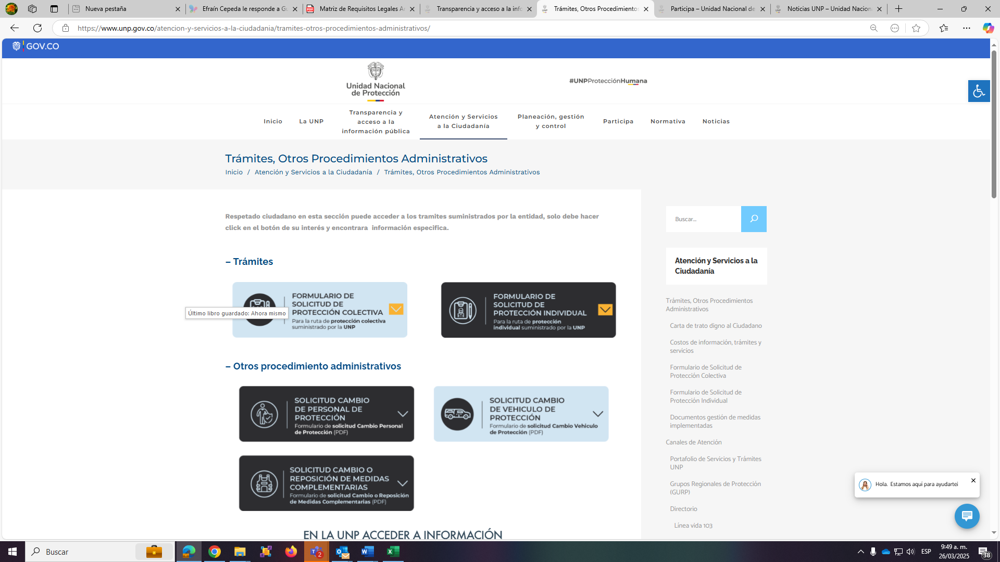 Nueva pestaña
Efraín Cepeda le responde a Gu
Matriz de Requisitos Legales Am
Transparencia y acceso a la info
Trámites, Otros Procedimientos
Participa – Unidad Nacional de
Noticias UNP – Unidad Nacional
https://www.unp.gov.co/atencion-y-servicios-a-la-ciudadania/tramites-otros-procedimientos-administrativos/
GOV.CO
Unidad Nacional
de Protección
#UNPProtecciónHumana
Inicio
La UNP
Transparencia y
acceso a la
información pública
Atención y Servicios
a la Ciudadanía
Planeación, gestión
y control
Participa
Normativa
Noticias
Trámites, Otros Procedimientos Administrativos
Inicio / Atención y Servicios a la Ciudadanía / Trámites, Otros Procedimientos Administrativos
Respetado ciudadano en esta sección puede acceder a los tramites suministrados por la entidad, solo debe hacer
click en el botón de su interés y encontrara información especifica.
– Trámites
FORMULARIO DE
SOLICITUD DE
PROTECCIÓN COLECTIVA
Para la ruta de protección colectiva
suministrado por la UNP
Último libro guardado: Ahora mismo
FORMULARIO DE
SOLICITUD DE
PROTECCIÓN INDIVIDUAL
Para la ruta de protección
individual suministrado por la UNP
– Otros procedimiento administrativos
SOLICITUD CAMBIO
DE PERSONAL DE
PROTECCIÓN
Formulario de solicitud Cambio Personal
de Protección (PDF)
SOLICITUD CAMBIO
DE VEHICULO DE
PROTECCIÓN
Formulario de solicitud Cambio Vehiculo
de Protección (PDF)
SOLICITUD CAMBIO O
REPOSICIÓN DE MEDIDAS
COMPLEMENTARIAS
Formulario de solicitud Cambio o Reposición
de Medidas Complementarias (PDF)
EN LA UNP ACCEDER A INFORMACIÓN
Buscar...
Atención y Servicios a la
Ciudadanía
Trámites, Otros Procedimientos
Administrativos
Carta de trato digno al Ciudadano
Costos de información, trámites y
servicios
Formulario de Solicitud de
Protección Colectiva
Formulario de Solicitud de
Protección Individual
Documentos gestión de medidas
implementadas
Canales de Atención
Portafolio de Servicios y Trámites
UNP
Grupos Regionales de Protección
(GURP)
Directorio
Línea vida 103
Hola. Estamos aqui para ayudartei
Buscar
2
ESP
9:49 a. m.
26/03/2025
38